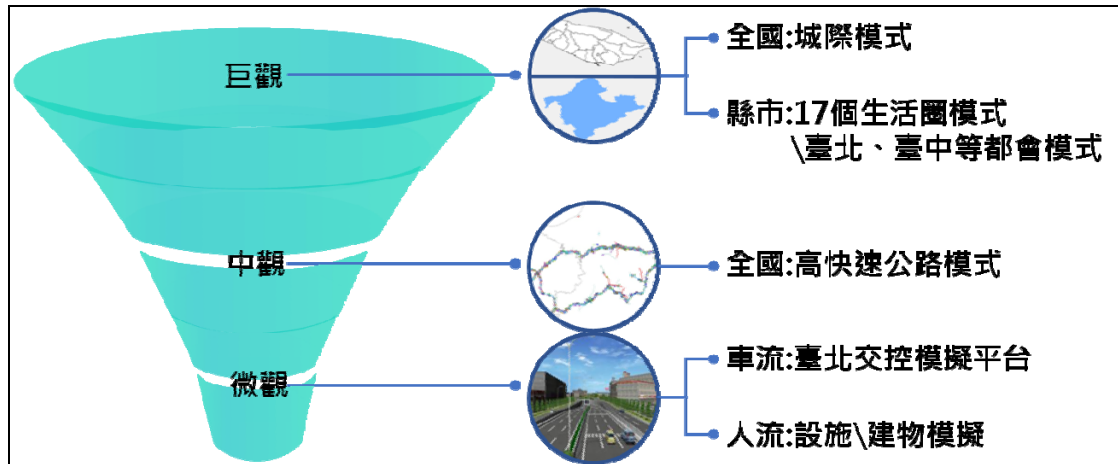 巨觀
全國:城際模式
縣市:17個生活圈模式
\臺北、臺中等都會模式
中觀
全國:高快速公路模式
微觀
車流:臺北交控模擬平台
人流:設施\建物模擬